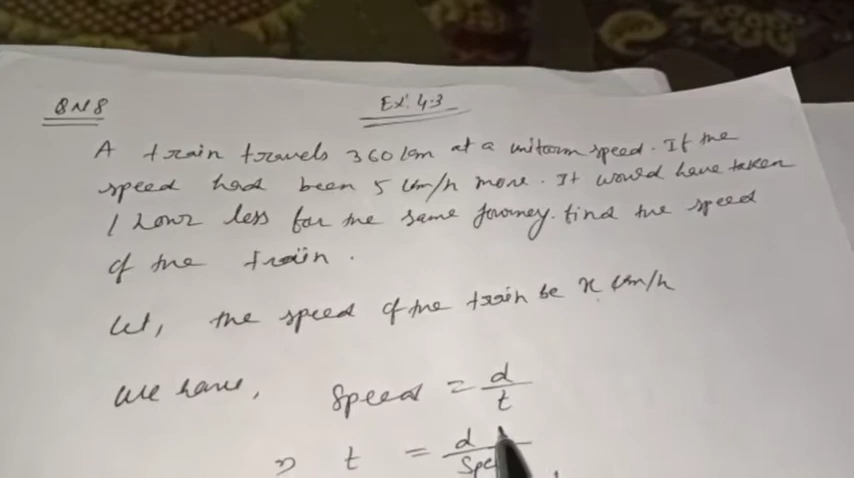 QN8 Ex: 4.3
A train travels 360 km at a uniform speed. If the
speed had been 5 km/h more. It would have taken
1 hour less for the same journey. find the speed
of the train.
Let, the speed of the train be x km/h
We have, Speed = d/t
⇒ t = d/Spe